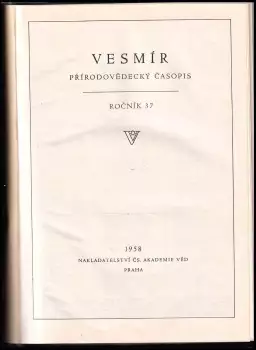 VESMÍR
PŘÍRODOVĚDECKÝ ČASOPIS
ROČNÍK 37
1958
NAKLADATELSTVÍ ČS. AKADEMIE VĚD
PRAHA